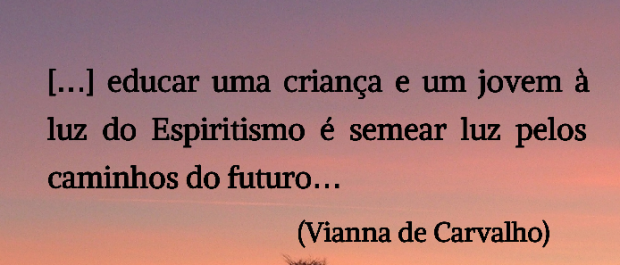 [...] educar uma criança e um jovem à
luz do Espiritismo é semear luz pelos
caminhos do futuro...
(Vianna de Carvalho)